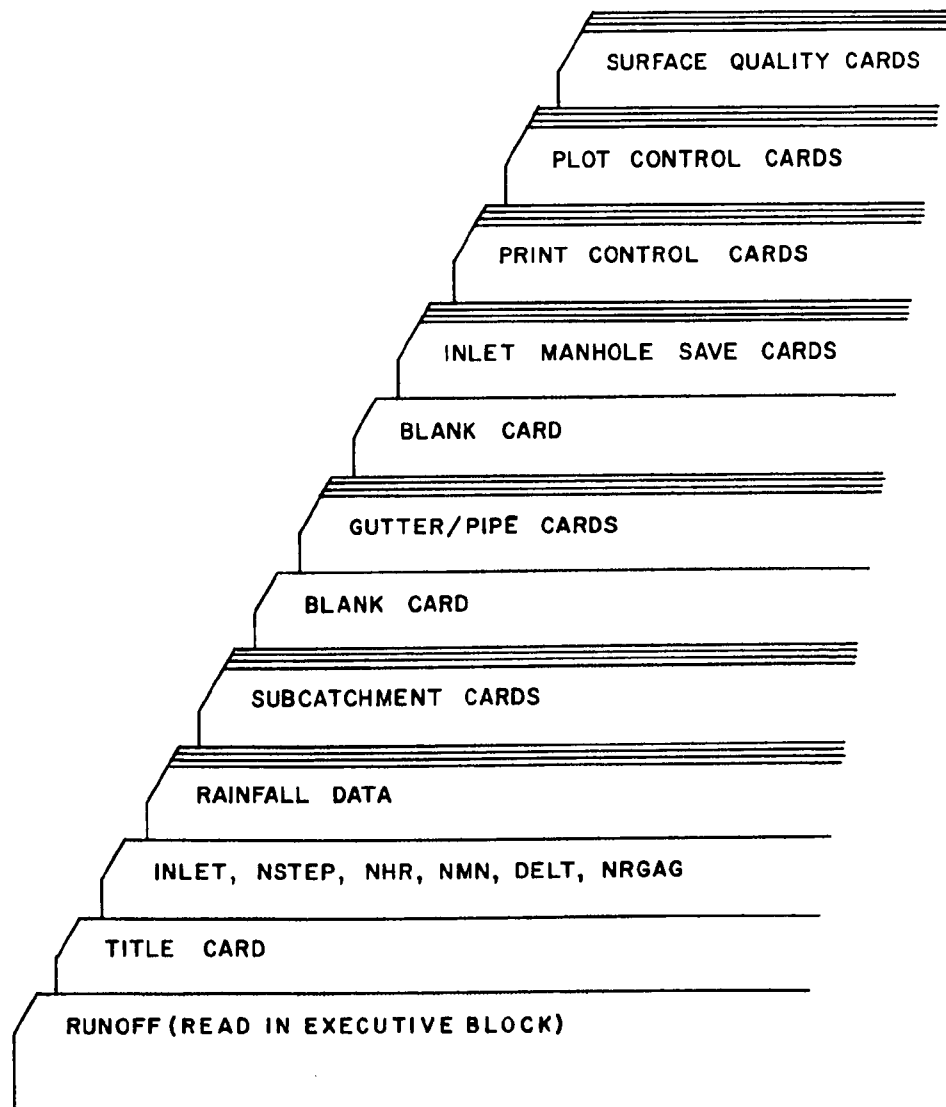 SURFACE QUALITY CARDS
PLOT CONTROL CARDS
PRINT CONTROL CARDS
INLET MANHOLE SAVE CARDS
BLANK CARD
GUTTER/PIPE CARDS
BLANK CARD
SUBCATCHMENT CARDS
RAINFALL DATA
INLET, NSTEP, NHR, NMN, DELT, NRGAG
TITLE CARD
RUNOFF (READ IN EXECUTIVE BLOCK)